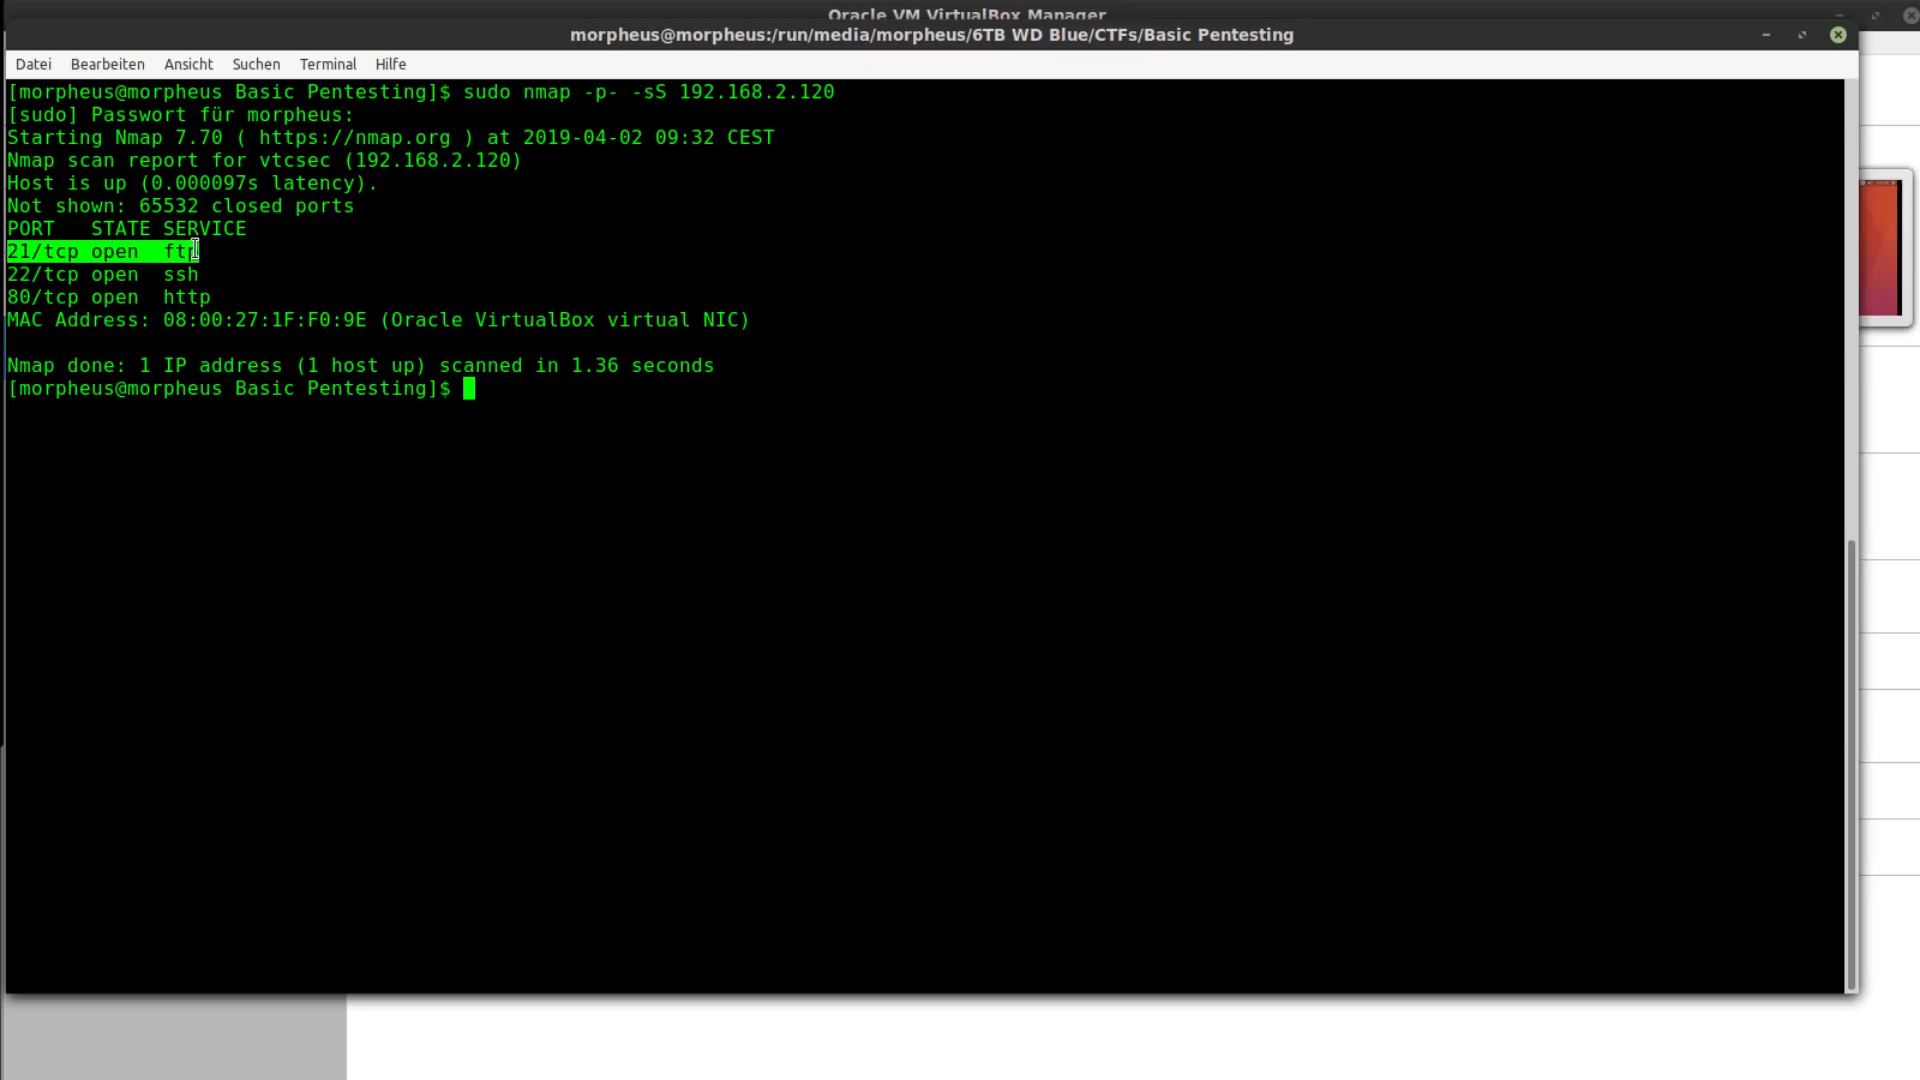 Oracle VM VirtualBox Manager
morpheus@morpheus:/run/media/morpheus/6TB WD Blue/CTFs/Basic Pentesting
Datei Bearbeiten Ansicht Suchen Terminal Hilfe
[morpheus@morpheus Basic Pentesting]$ sudo nmap -p- -sS 192.168.2.120
[sudo] Passwort für morpheus:
Starting Nmap 7.70 ( https://nmap.org ) at 2019-04-02 09:32 CEST
Nmap scan report for vtcsec (192.168.2.120)
Host is up (0.000097s latency).
Not shown: 65532 closed ports
PORT   STATE SERVICE
21/tcp open  ftp
22/tcp open  ssh
80/tcp open  http
MAC Address: 08:00:27:1F:F0:9E (Oracle VirtualBox virtual NIC)
Nmap done: 1 IP address (1 host up) scanned in 1.36 seconds
[morpheus@morpheus Basic Pentesting]$